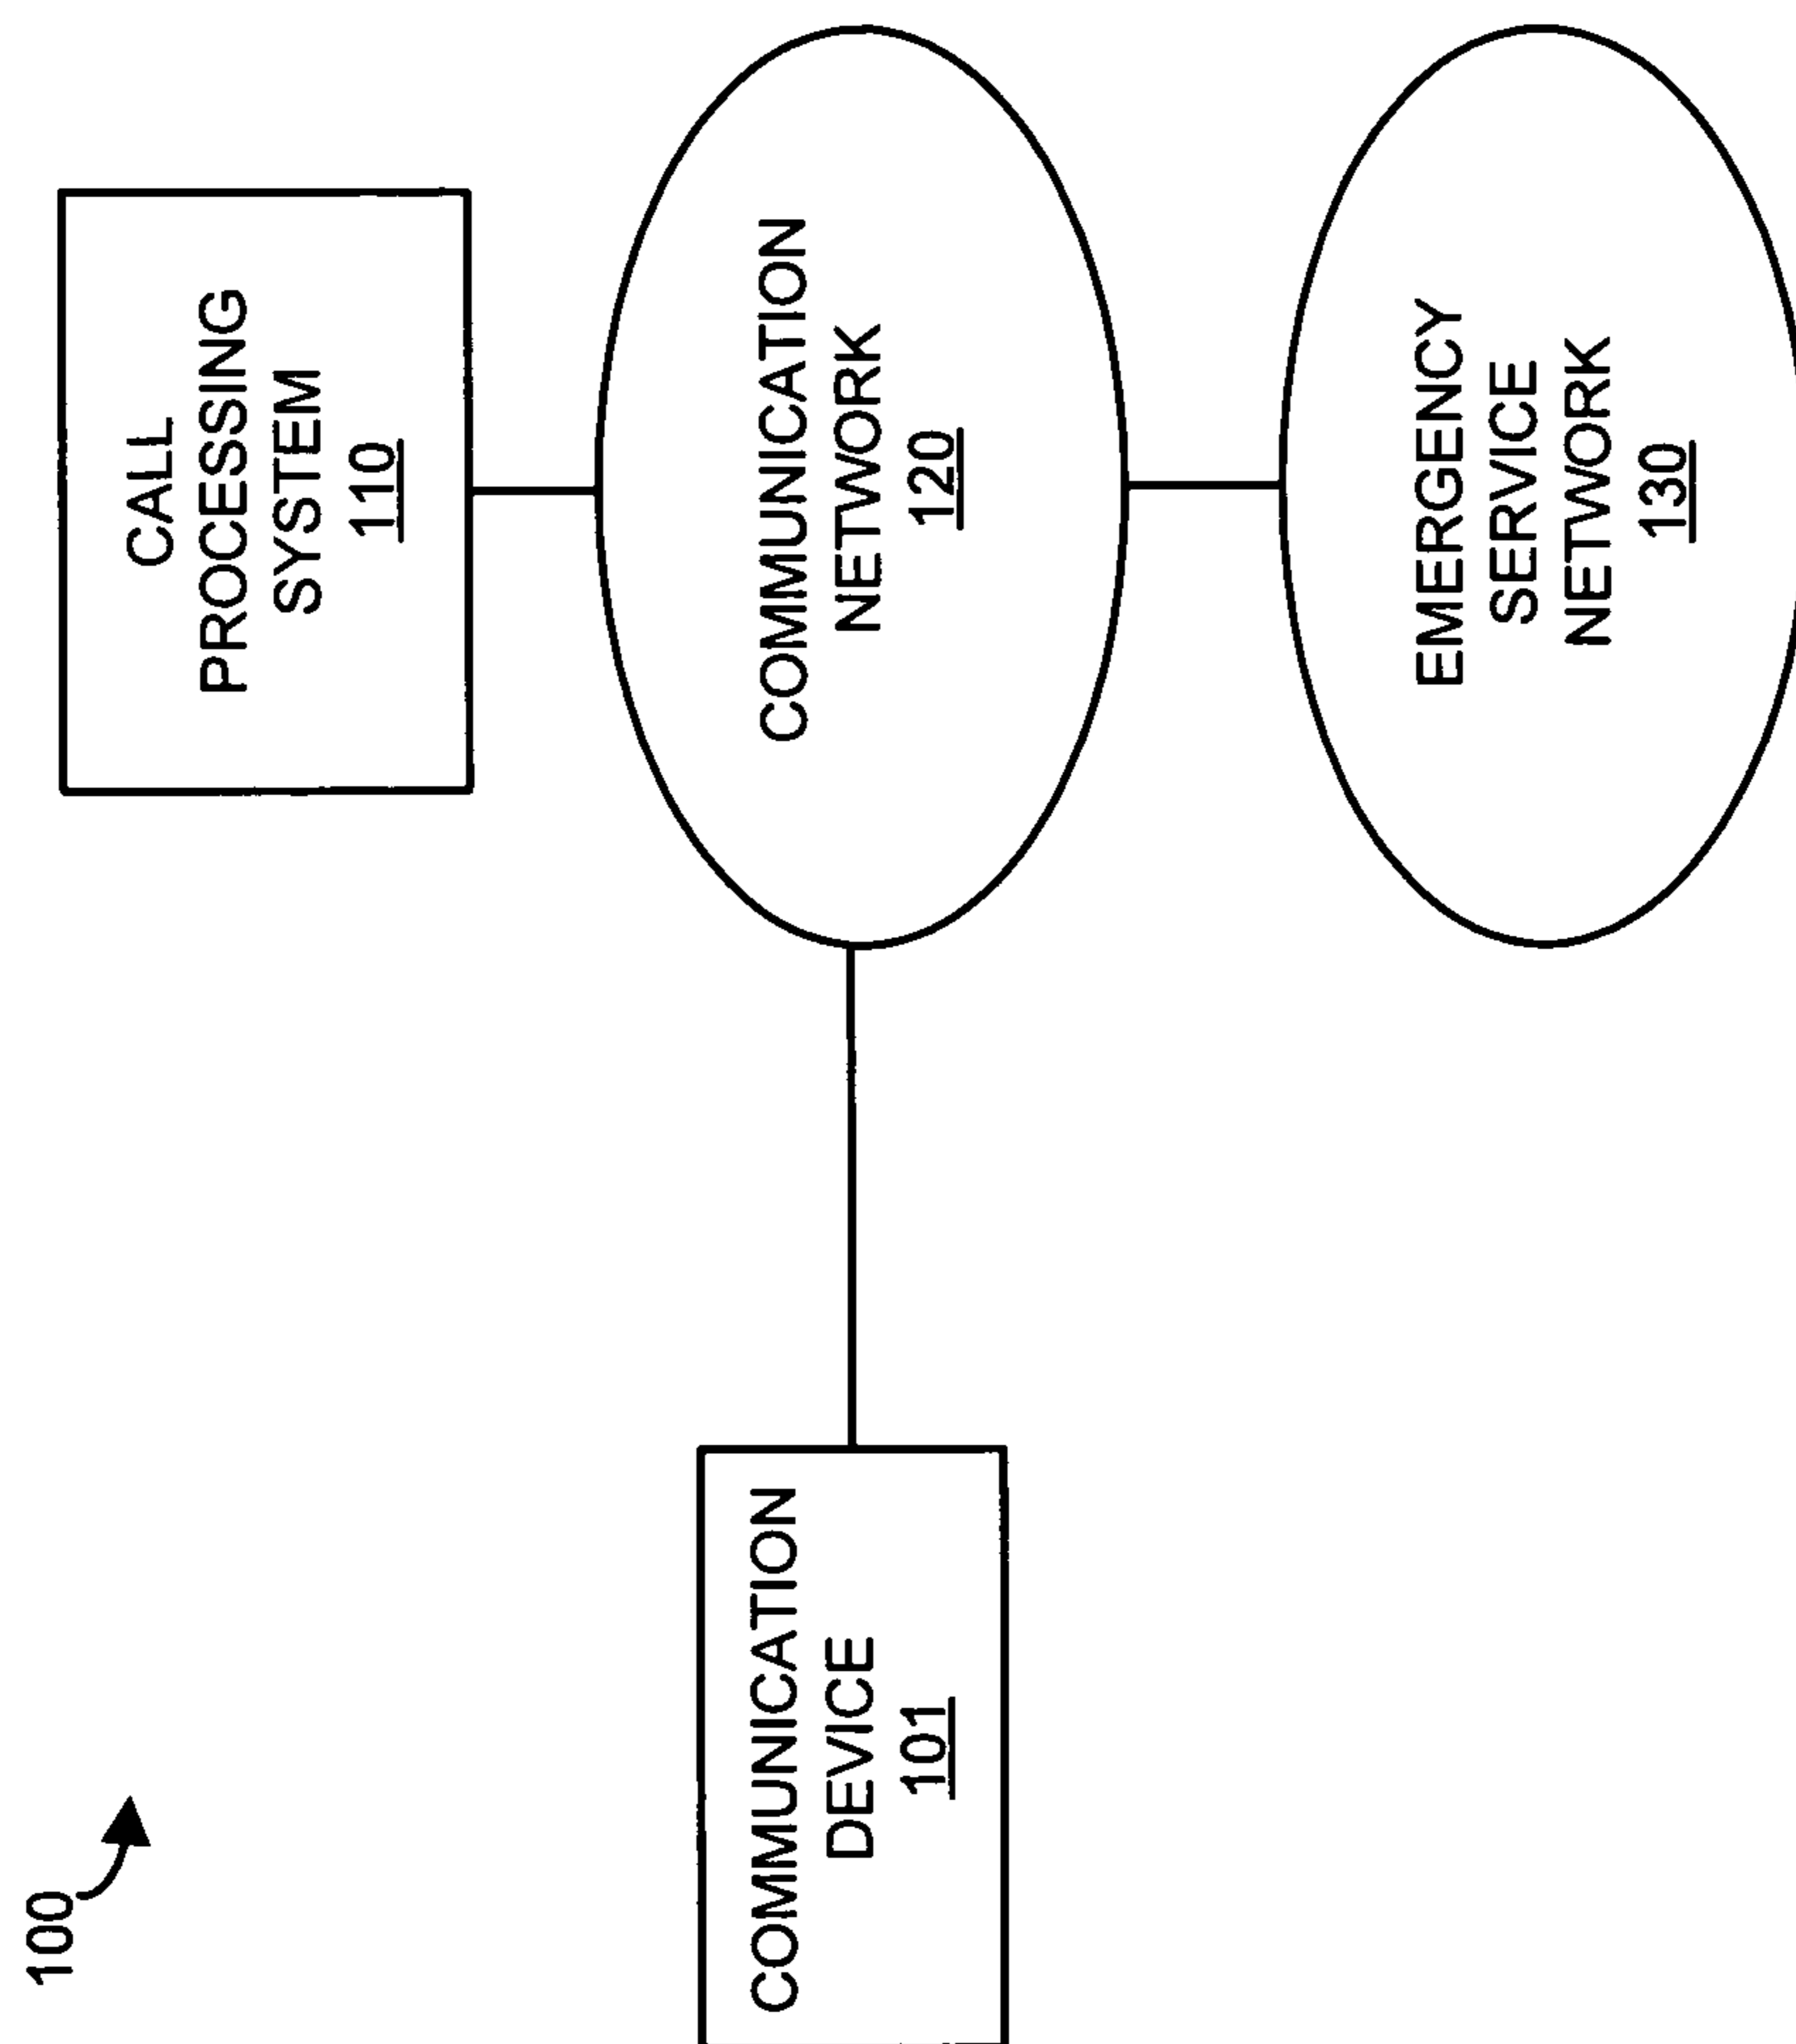 100
CALL
PROCESSING
SYSTEM
110
COMMUNICATION
DEVICE
101
COMMUNICATION
NETWORK
120
EMERGENCY
SERVICE
NETWORK
130